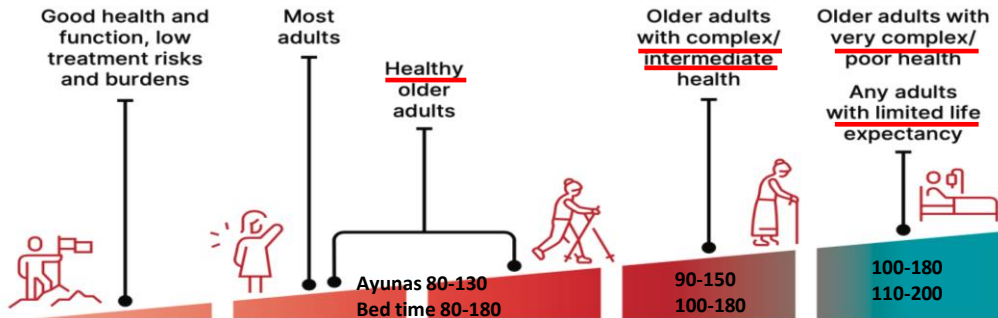 Good health and
function, low
treatment risks
and burdens
Most
adults
Healthy
older
adults
Older adults
with complex/
intermediate
health
Older adults with
very complex/
poor health
Any adults
with limited life
expectancy
Ayunas 80-130
Bed time 80-180
90-150
100-180
100-180
110-200